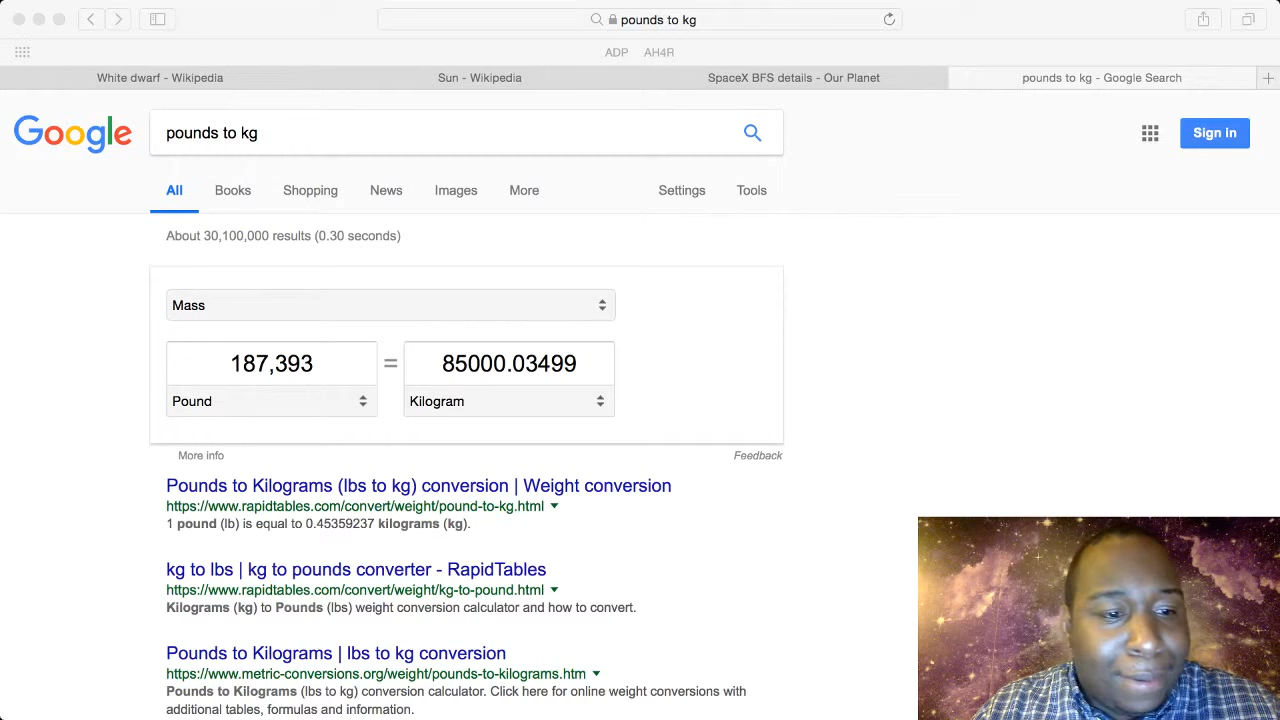 pounds to kg
ADP AH4R
White dwarf - Wikipedia Sun - Wikipedia SpaceX BFS details - Our Planet pounds to kg - Google Search
Google pounds to kg Sign in
All Books Shopping News Images More Settings Tools
About 30,100,000 results (0.30 seconds)
Mass
187,393 = 85000.03499
Pound Kilogram
More info Feedback
Pounds to Kilograms (lbs to kg) conversion | Weight conversion
https://www.rapidtables.com/convert/weight/pound-to-kg.html
1 pound (lb) is equal to 0.45359237 kilograms (kg).
kg to lbs | kg to pounds converter - RapidTables
https://www.rapidtables.com/convert/weight/kg-to-pound.html
Kilograms (kg) to Pounds (lbs) weight conversion calculator and how to convert.
Pounds to Kilograms | lbs to kg conversion
https://www.metric-conversions.org/weight/pounds-to-kilograms.htm
Pounds to Kilograms (lbs to kg) conversion calculator. Click here for online weight conversions with
additional tables, formulas and information.